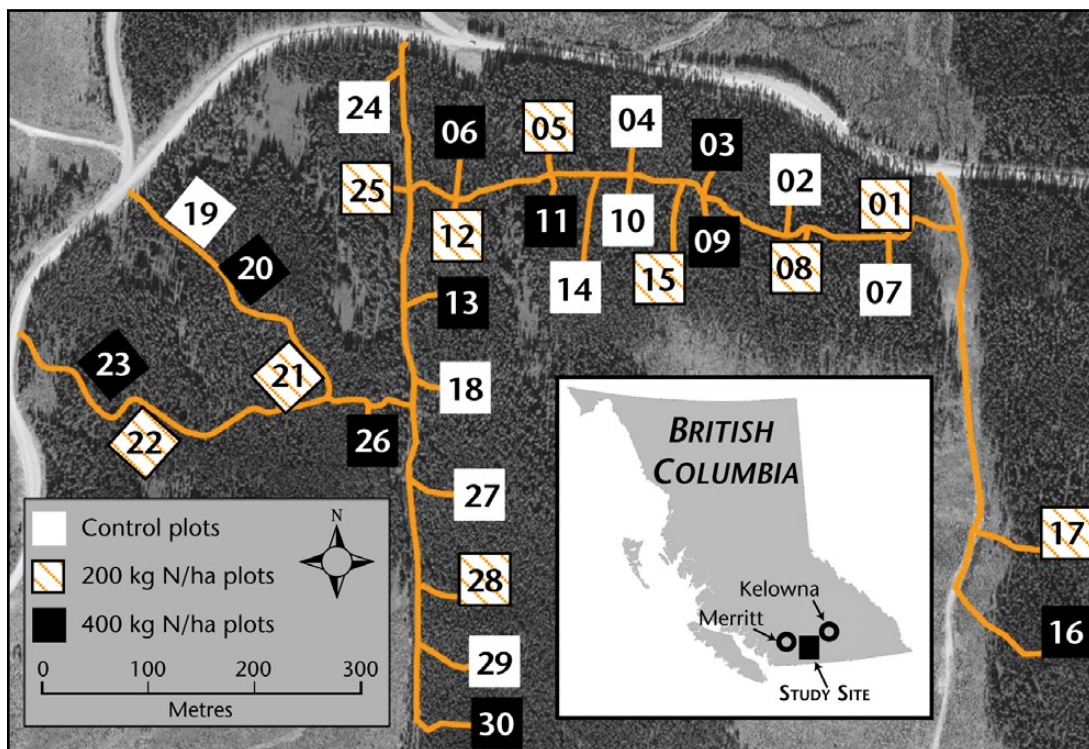 24
06
05
04
03
02
01
25
12
11
10
09
08
07
14
15
19
20
13
23
21
18
22
26
27
28
29
30
17
16
BRITISH
COLUMBIA
Kelowna
Merritt
STUDY SITE
N
Control plots
200 kg N/ha plots
400 kg N/ha plots
0 100 200 300
Metres